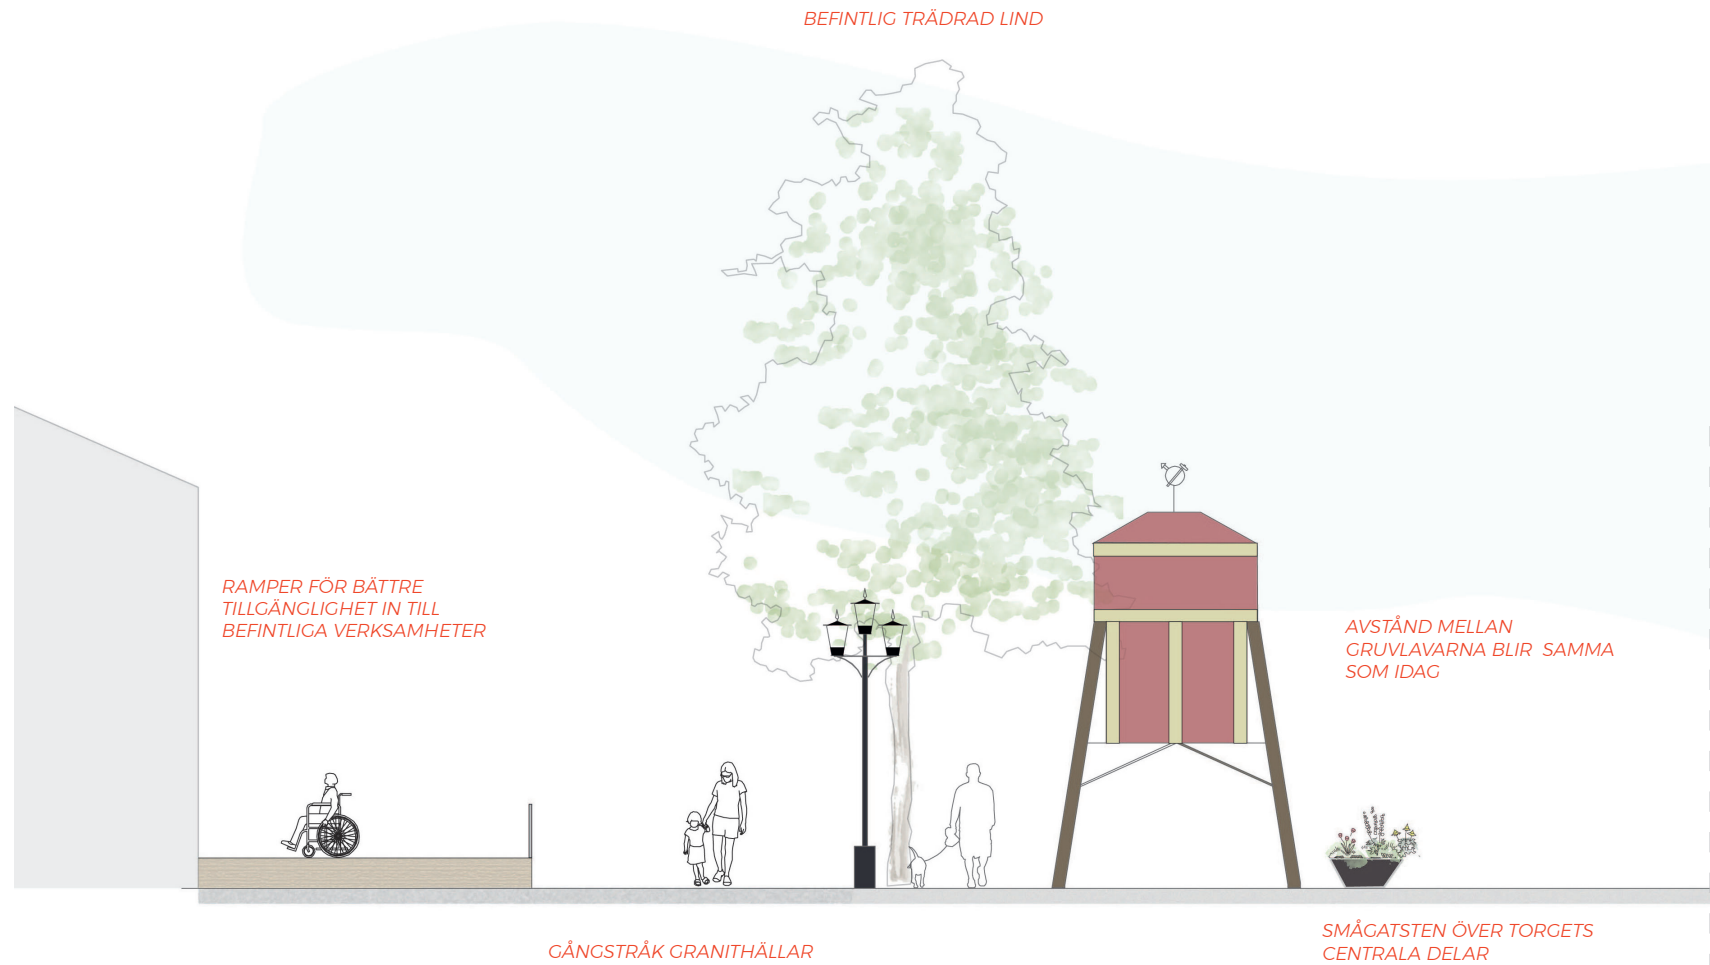 BEFINTLIG TRÄDRAD LIND
RAMPER FÖR BÄTTRE
TILLGÄNGLIGHET IN TILL
BEFINTLIGA VERKSAMHETER
AVSTÅND MELLAN
GRUVLAVARNA BLIR SAMMA
SOM IDAG
GÅNGSTRÅK GRANITHÄLLAR
SMÅGATSTEN ÖVER TORGETS
CENTRALA DELAR